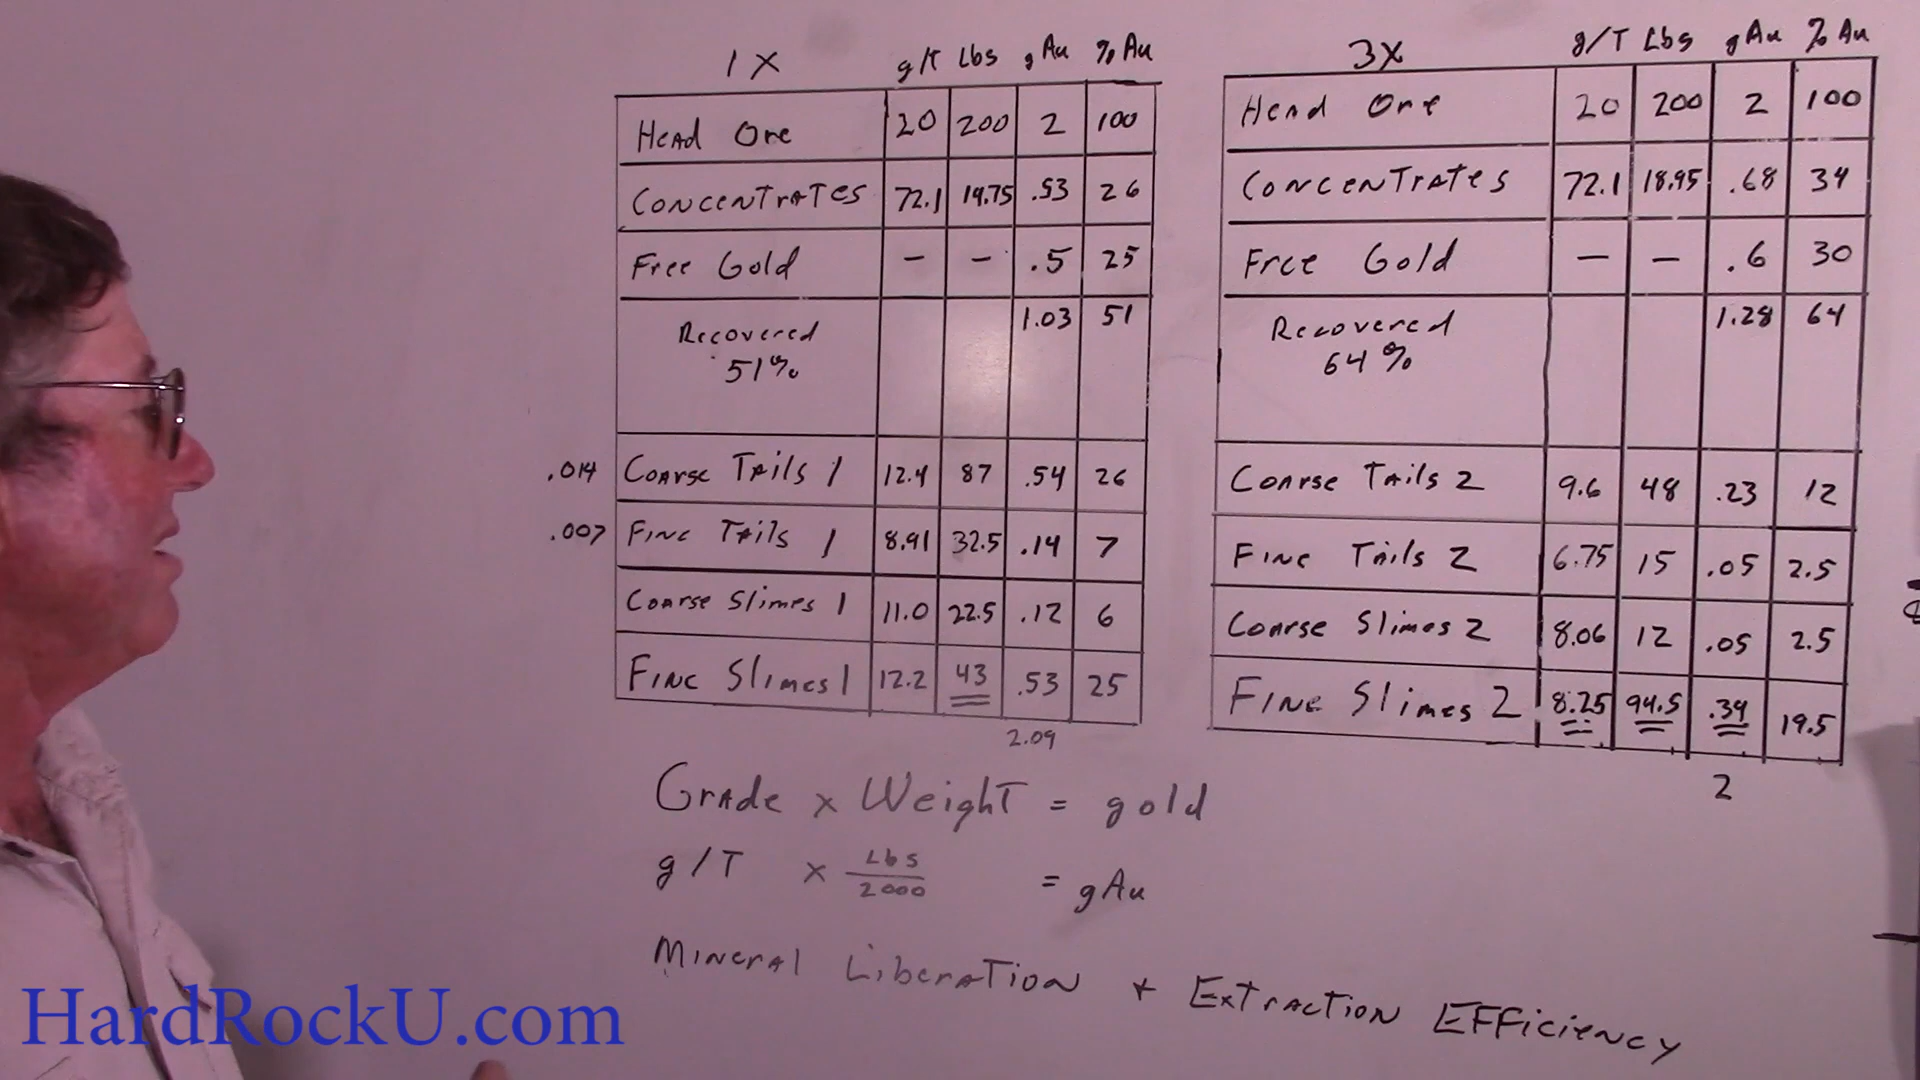 1X g/T Lbs gAu %Au
Head Ore 20 200 2 100
Concentrates 72.1 14.75 .53 26
Free Gold - - .5 25
Recovered 1.03 51
51%
.014 Coarse Tails 1 12.4 87 .54 26
.007 Fine Tails 1 8.91 32.5 .14 7
Coarse Slimes 1 11.0 22.5 .12 6
Fine Slimes 1 12.2 43 .53 25
2.09
3X g/T Lbs gAu %Au
Head Ore 20 200 2 100
Concentrates 72.1 18.95 .68 34
Free Gold - - .6 30
Recovered 1.28 64
64%
Coarse Tails 2 9.6 48 .23 12
Fine Tails 2 6.75 15 .05 2.5
Coarse Slimes 2 8.06 12 .05 2.5
Fine Slimes 2 8.25 94.5 .39 19.5
2
Grade x Weight = gold
g/T x Lbs/2000 = gAu
Mineral Liberation + Extraction Efficiency
HardRockU.com